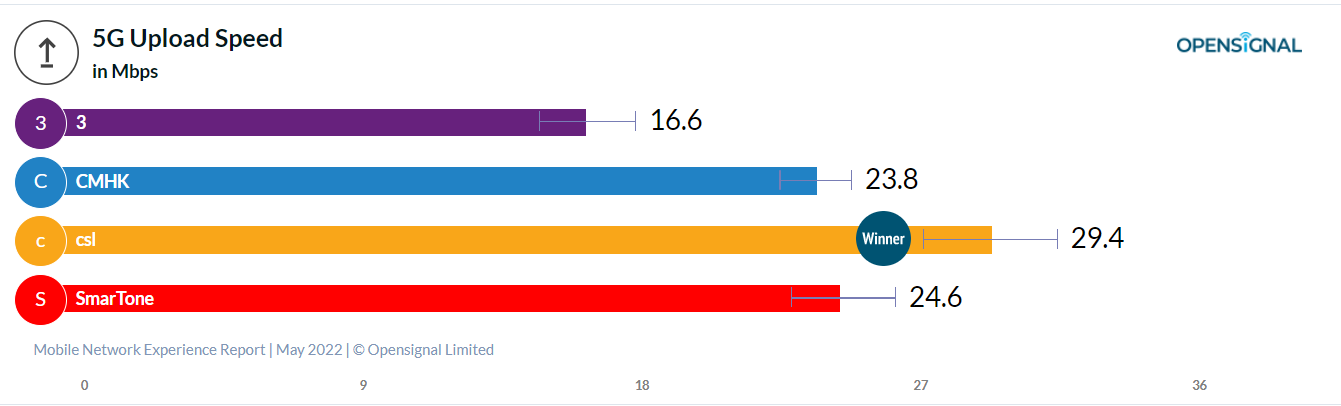 5G Upload Speed
in Mbps
OPENSIGNAL
3 3 16.6
C CMHK 23.8
c csl Winner 29.4
S SmarTone 24.6
Mobile Network Experience Report | May 2022 | © Opensignal Limited
0 9 18 27 36